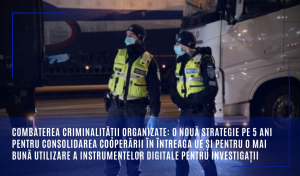 COMBATEREA CRIMINALITĂȚII ORGANIZATE: O NOUĂ STRATEGIE PE 5 ANI
PENTRU CONSOLIDAREA COOPERĂRII ÎN ÎNTREAGA UE ȘI PENTRU O MAI
BUNĂ UTILIZARE A INSTRUMENTELOR DIGITALE PENTRU INVESTIGAȚII